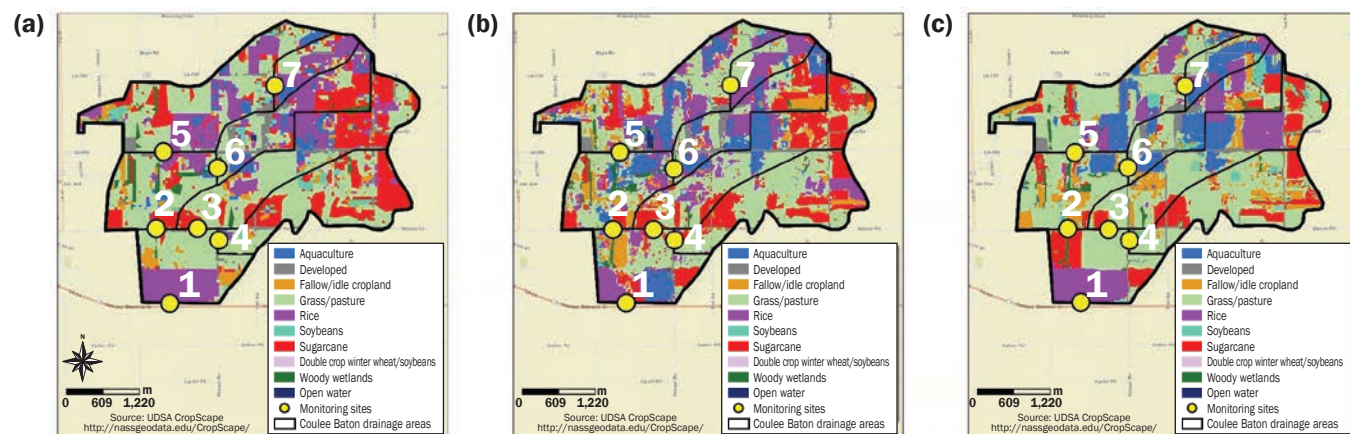 (a)
7
5
6
2
3
4
1
Aquaculture
Developed
Fallow/idle cropland
Grass/pasture
Rice
Soybeans
Sugarcane
Double crop winter wheat/soybeans
Woody wetlands
Open water
Monitoring sites
Coulee Baton drainage areas
N
m
0 609 1,220
Source: UDSA CropScape
http://nassgeodata.edu/CropScape/
(b)
7
5
6
2
3
4
1
Aquaculture
Developed
Fallow/idle cropland
Grass/pasture
Rice
Soybeans
Sugarcane
Double crop winter wheat/soybeans
Woody wetlands
Open water
Monitoring sites
Coulee Baton drainage areas
m
0 609 1,220
Source: UDSA CropScape
http://nassgeodata.edu/CropScape/
(c)
7
5
6
2
3
4
1
Aquaculture
Developed
Fallow/idle cropland
Grass/pasture
Rice
Soybeans
Sugarcane
Double crop winter wheat/soybeans
Woody wetlands
Open water
Monitoring sites
Coulee Baton drainage areas
m
0 609 1,220
Source: UDSA CropScape
http://nassgeodata.edu/CropScape/